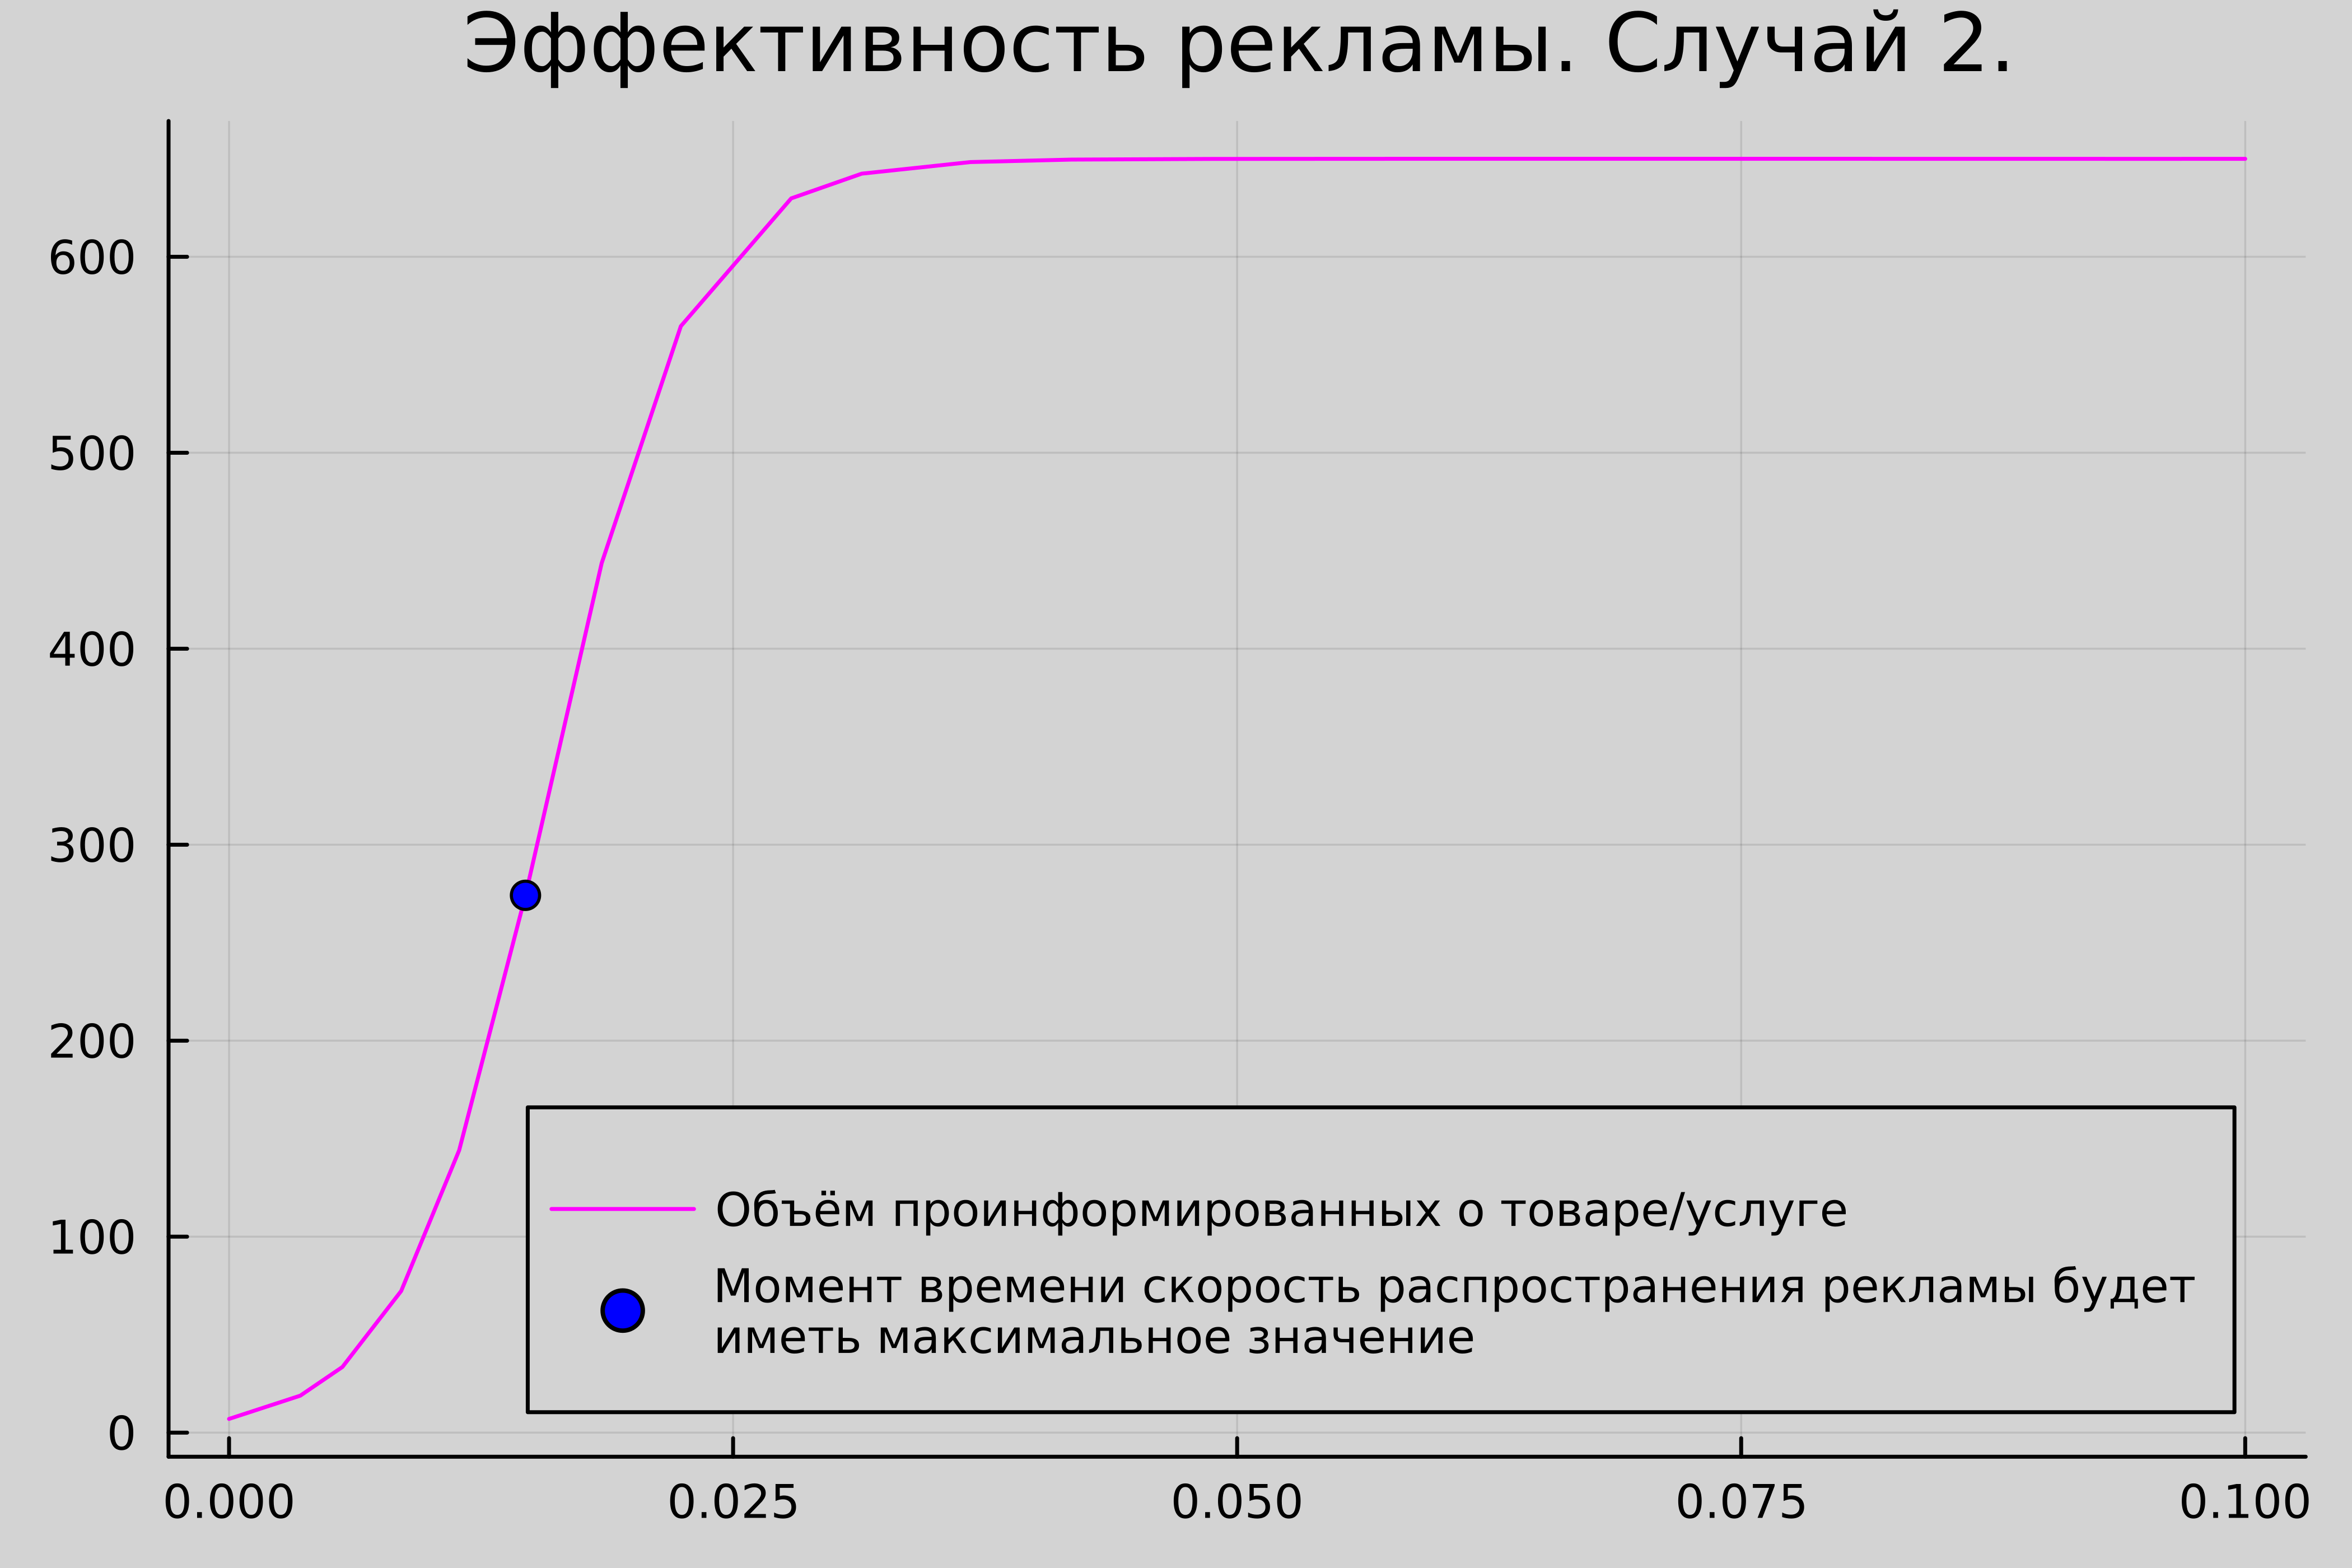 Эффективность рекламы. Случай 2.
600
500
400
300
200
100
0
Объём проинформированных о товаре/услуге
Момент времени скорость распространения рекламы будет
иметь максимальное значение
0.000 0.025 0.050 0.075 0.100